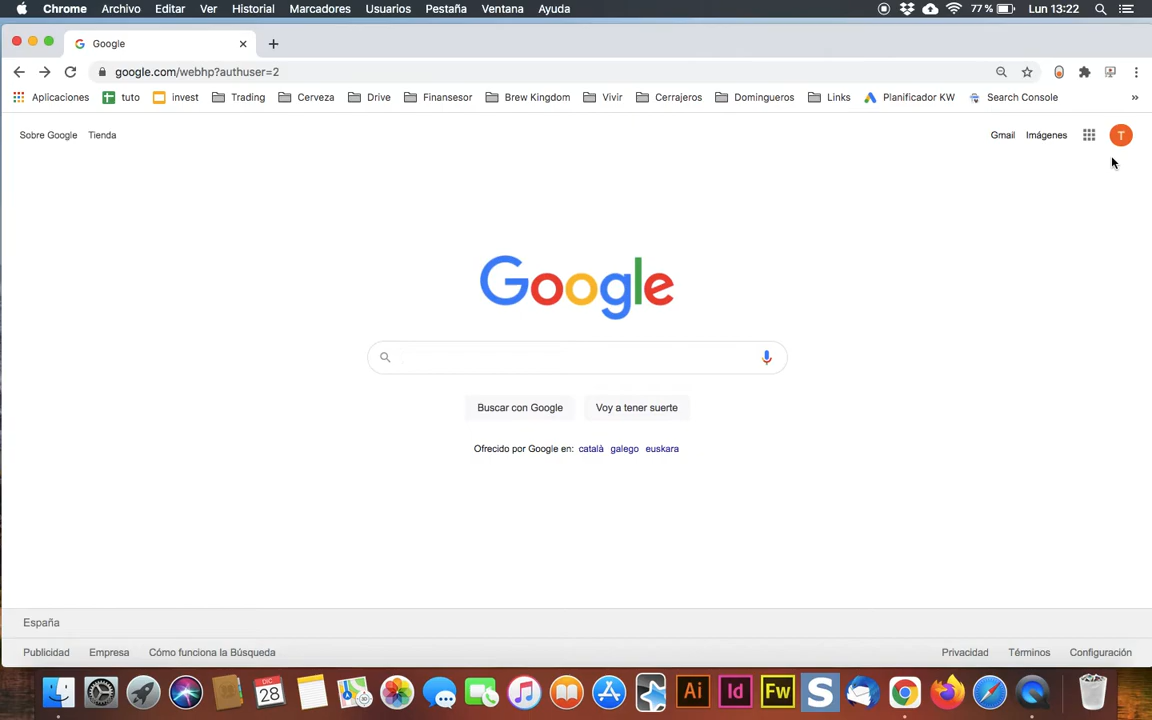 Chrome Archivo Editar Ver Historial Marcadores Usuarios Pestaña Ventana Ayuda 77 % Lun 13:22
Google
google.com/webhp?authuser=2
Aplicaciones tuto invest Trading Cerveza Drive Finansesor Brew Kingdom Vivir Cerrajeros Domingueros Links Planificador KW Search Console »
Sobre Google Tienda Gmail Imágenes T
Google
Buscar con Google Voy a tener suerte
Ofrecido por Google en: català galego euskara
España
Publicidad Empresa Cómo funciona la Búsqueda Privacidad Términos Configuración
DIC 28 Ai Id Fw S